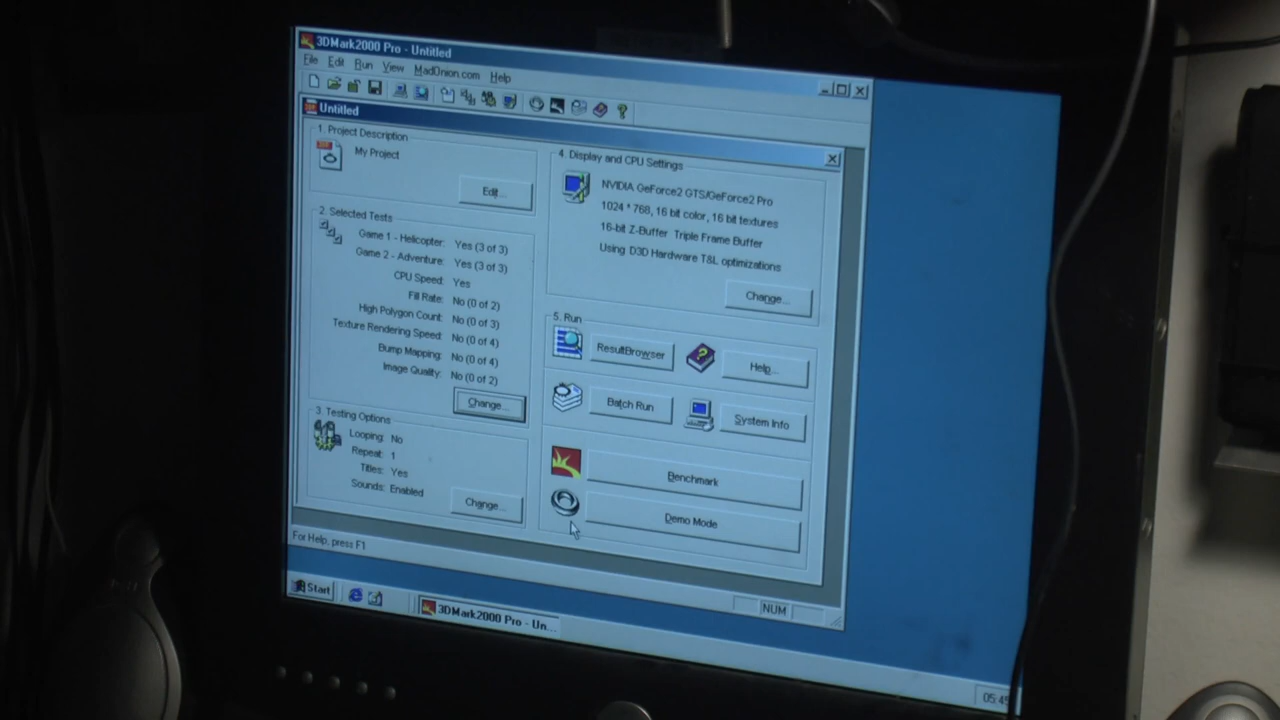 3DMark2000 Pro - Untitled
File Edit Run View MadOnion.com Help
Untitled
1. Project Description
My Project
Edit...
2. Selected Tests
Game 1 - Helicopter: Yes (3 of 3)
Game 2 - Adventure: Yes (3 of 3)
CPU Speed: Yes
Fill Rate: No (0 of 2)
High Polygon Count: No (0 of 3)
Texture Rendering Speed: No (0 of 4)
Bump Mapping: No (0 of 4)
Image Quality: No (0 of 2)
Change...
3. Testing Options
Looping: No
Repeat: 1
Titles: Yes
Sounds: Enabled
Change...
4. Display and CPU Settings
NVIDIA GeForce2 GTS/GeForce2 Pro
1024 * 768, 16 bit color, 16 bit textures
16-bit Z-Buffer Triple Frame Buffer
Using D3D Hardware T&L optimizations
Change...
5. Run
ResultBrowser
Help...
Batch Run
System Info
Benchmark
Demo Mode
For Help, press F1
NUM
Start
3DMark2000 Pro - Un...